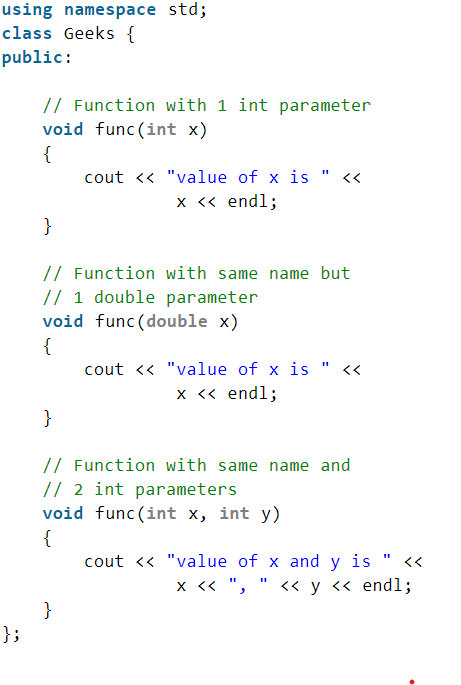 using namespace std;
class Geeks {
public:
    // Function with 1 int parameter
    void func(int x)
    {
        cout << "value of x is " <<
                 x << endl;
    }
    // Function with same name but
    // 1 double parameter
    void func(double x)
    {
        cout << "value of x is " <<
                 x << endl;
    }
    // Function with same name and
    // 2 int parameters
    void func(int x, int y)
    {
        cout << "value of x and y is " <<
                 x << ", " << y << endl;
    }
};